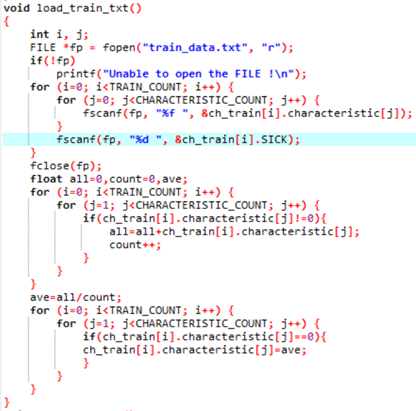 void load_train_txt()
{
    int i, j;
    FILE *fp = fopen("train_data.txt", "r");
    if(!fp)
        printf("Unable to open the FILE !\n");
    for (i=0; i<TRAIN_COUNT; i++) {
        for (j=0; j<CHARACTERISTIC_COUNT; j++) {
            fscanf(fp, "%f ", &ch_train[i].characteristic[j]);
        }
        fscanf(fp, "%d ", &ch_train[i].SICK);
    }
    fclose(fp);
    float all=0,count=0,ave;
    for (i=0; i<TRAIN_COUNT; i++) {
        for (j=1; j<CHARACTERISTIC_COUNT; j++) {
            if(ch_train[i].characteristic[j]!=0){
                all=all+ch_train[i].characteristic[j];
                count++;
            }
        }
    }
    ave=all/count;
    for (i=0; i<TRAIN_COUNT; i++) {
        for (j=1; j<CHARACTERISTIC_COUNT; j++) {
            if(ch_train[i].characteristic[j]==0){
            ch_train[i].characteristic[j]=ave;
            }
        }
    }
}